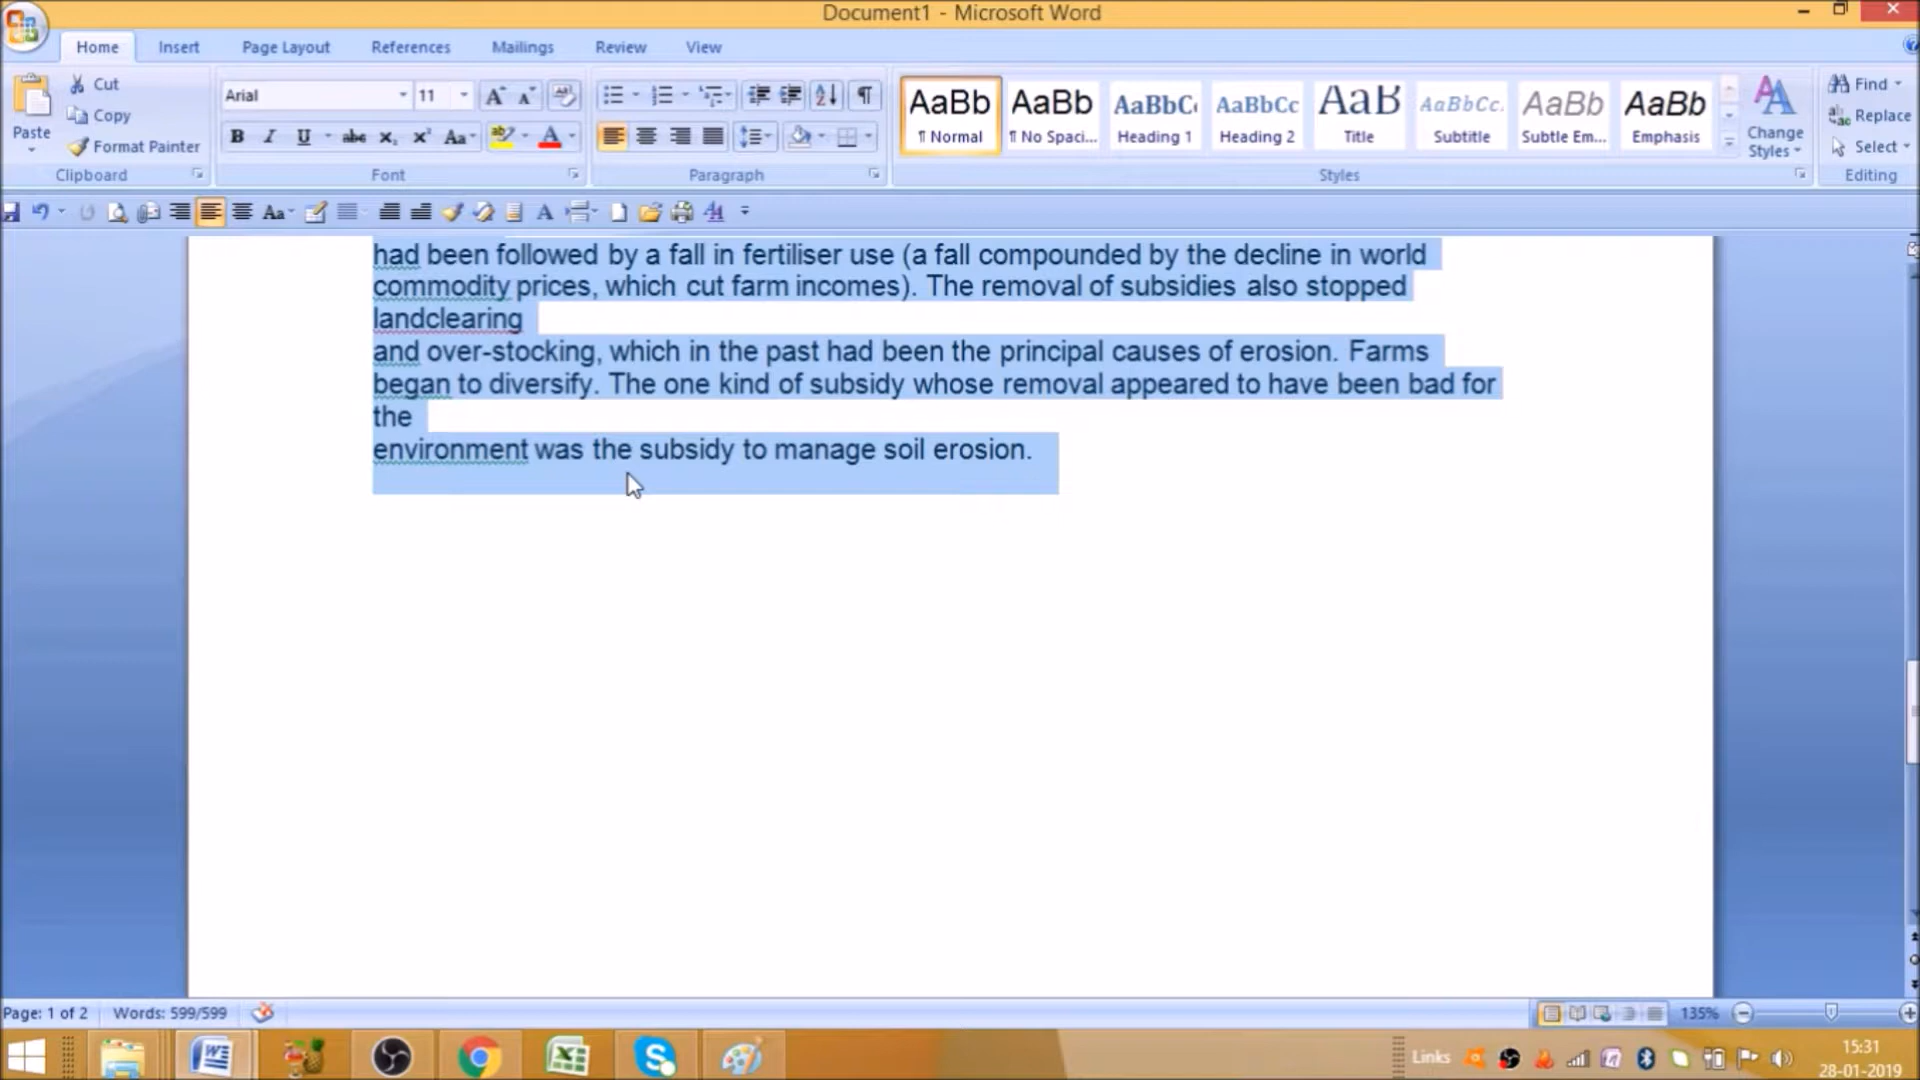 Document1 - Microsoft Word
Home Insert Page Layout References Mailings Review View
Paste
Cut
Copy
Format Painter
Clipboard
Arial 11
Font
Paragraph
AaBb AaBb AaBbC AaBbCc AaB AaBbCc. AaBb AaBb
¶ Normal ¶ No Spaci... Heading 1 Heading 2 Title Subtitle Subtle Em... Emphasis
Change
Styles
Styles
Find
Replace
Select
Editing
had been followed by a fall in fertiliser use (a fall compounded by the decline in world
commodity prices, which cut farm incomes). The removal of subsidies also stopped
landclearing
and over-stocking, which in the past had been the principal causes of erosion. Farms
began to diversify. The one kind of subsidy whose removal appeared to have been bad for
the
environment was the subsidy to manage soil erosion.
Page: 1 of 2 Words: 599/599 135%
Links
15:31
28-01-2019